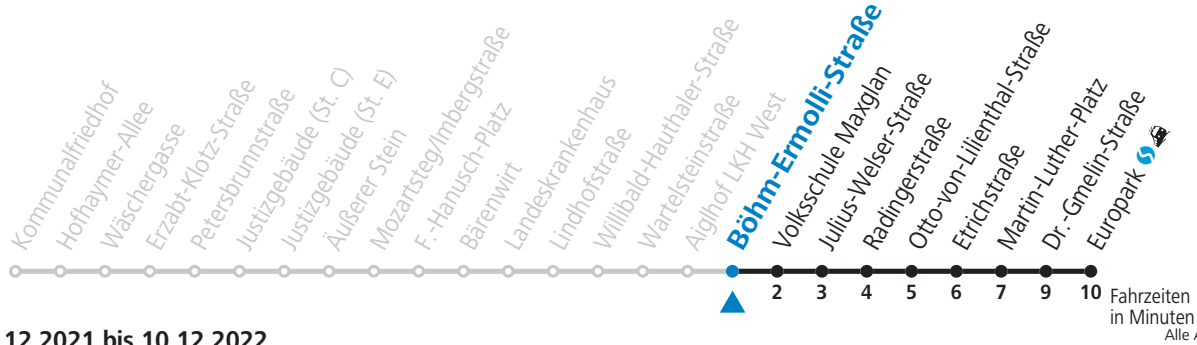 Kommunalfriedhof
Hofhaymer-Allee
Wäschergasse
Erzabt-Klotz-Straße
Petersbrunnstraße
Justizgebäude (St. C)
Justizgebäude (St. E)
Äußerer Stein
Mozartsteg/Imbergstraße
F.-Hanusch-Platz
Bärenwirt
Landeskrankenhaus
Lindhofstraße
Willibald-Hauthaler-Straße
Wartelsteinstraße
Aiglhof LKH West
Böhm-Ermolli-Straße
Volksschule Maxglan
Julius-Welser-Straße
Radingerstraße
Otto-von-Lilienthal-Straße
Etrichstraße
Martin-Luther-Platz
Dr.-Gmelin-Straße
Europark
2 3 4 5 6 7 9 10 Fahrzeiten
in Minuten
Alle
12.2021 bis 10.12.2022